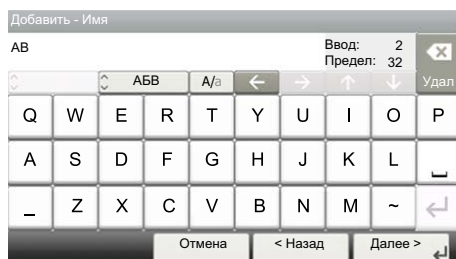 Добавить - Имя
AB
Ввод: 2
Предел: 32
АБВ A/a ← → ↑ ↓ Удал
Q W E R T Y U I O P
A S D F G H J K L
_ Z X C V B N M ~
Отмена < Назад Далее >